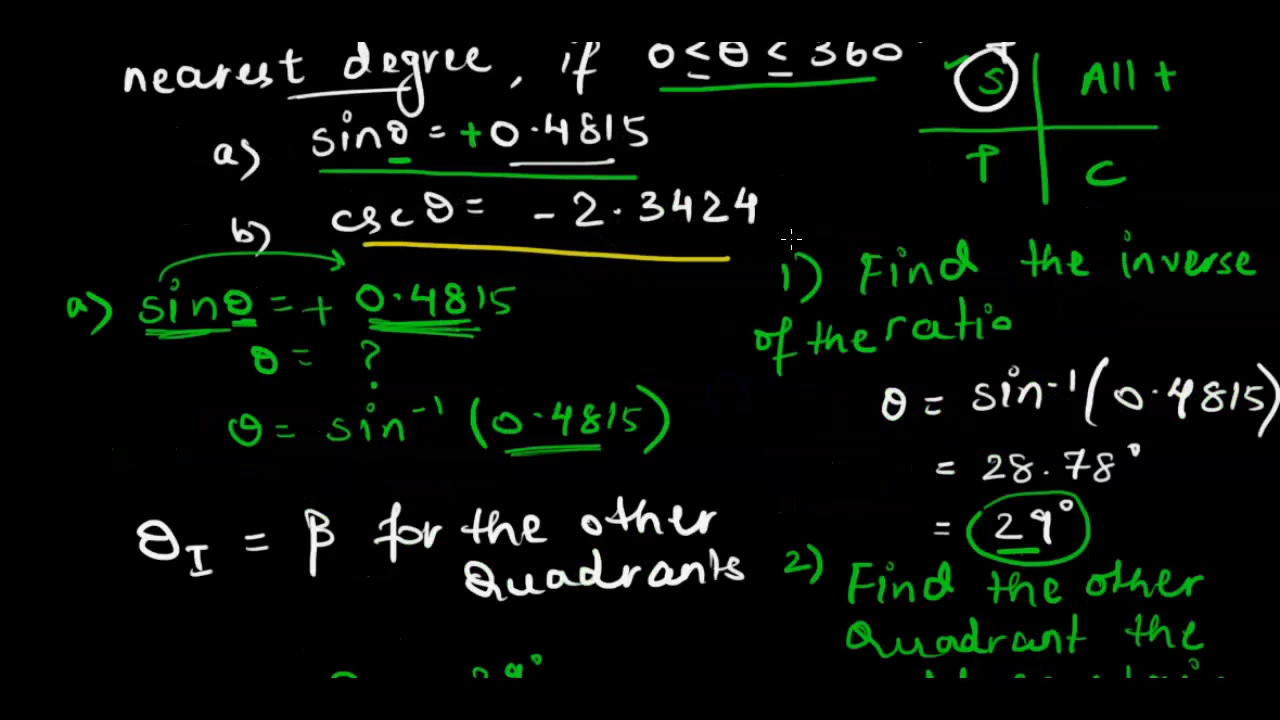 nearest degree, if 0≤θ≤360°
a) sinθ = +0.4815
b) cscθ = -2.3424
S All +
T C
a) sinθ = + 0.4815
θ = ?
θ = sin⁻¹ (0.4815)
θI = β for the other
Quadrants
1) Find the inverse
of the ratio
θ = sin⁻¹(0.4815)
= 28.78°
= 29°
2) Find the other
Quadrant the